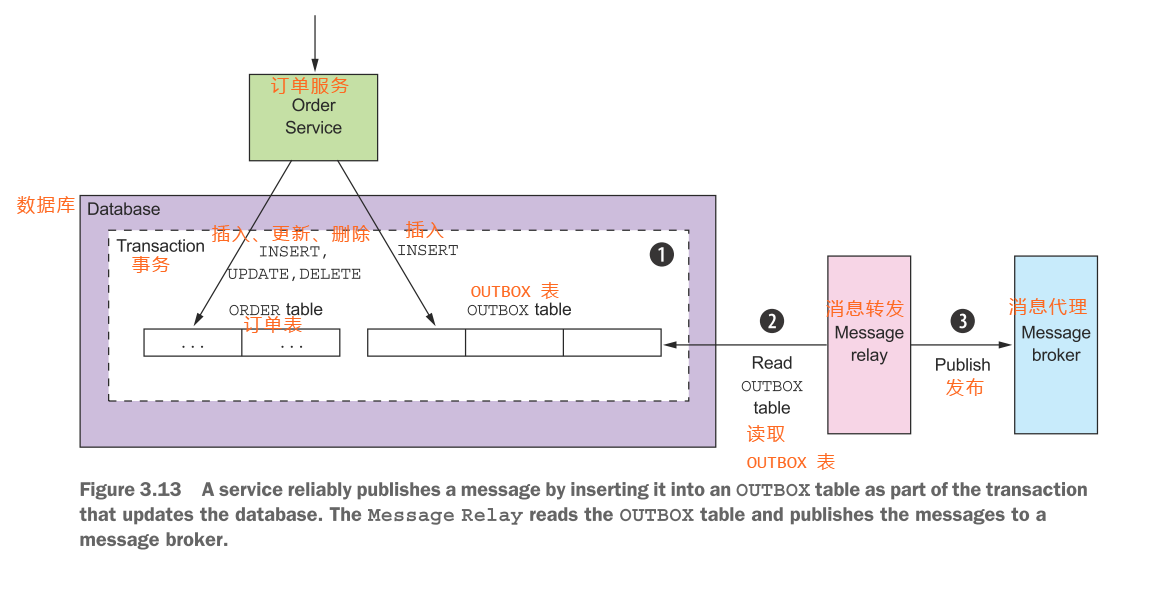 订单服务
Order
Service
数据库
Database
插入、更新、删除
插入
Transaction
事务
INSERT,
UPDATE,DELETE
INSERT
1
ORDER table
订单表
OUTBOX 表
OUTBOX table
... ...
2
Read
OUTBOX
table
读取
OUTBOX 表
消息转发
Message
relay
3
Publish
发布
消息代理
Message
broker
Figure 3.13 A service reliably publishes a message by inserting it into an OUTBOX table as part of the transaction
that updates the database. The Message Relay reads the OUTBOX table and publishes the messages to a
message broker.